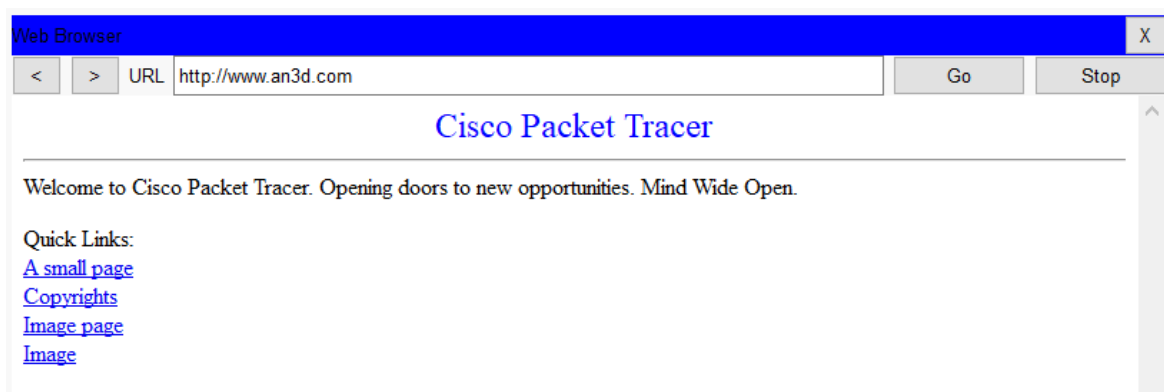 Web Browser X
< > URL http://www.an3d.com Go Stop
Cisco Packet Tracer
Welcome to Cisco Packet Tracer. Opening doors to new opportunities. Mind Wide Open.
Quick Links:
A small page
Copyrights
Image page
Image